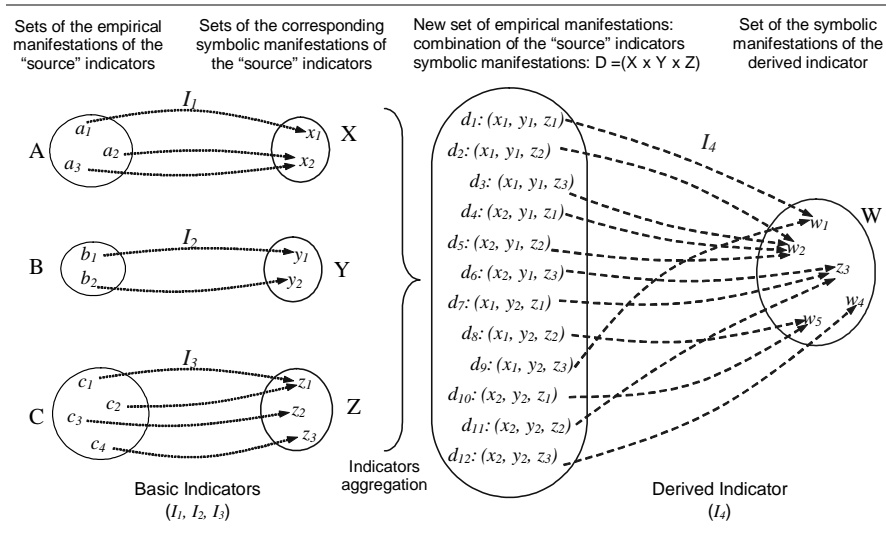 Sets of the empirical
manifestations of the
“source” indicators
Sets of the corresponding
symbolic manifestations of
the “source” indicators
New set of empirical manifestations:
combination of the “source” indicators
symbolic manifestations: D =(X x Y x Z)
Set of the symbolic
manifestations of the
derived indicator
I1
A
a1
a2
a3
x1
x2
X
I2
B
b1
b2
y1
y2
Y
I3
C
c1
c2
c3
c4
z1
z2
z3
Z
Basic Indicators
(I1, I2, I3)
Indicators
aggregation
d1: (x1, y1, z1)
d2: (x1, y1, z2)
d3: (x1, y1, z3)
d4: (x2, y1, z1)
d5: (x2, y1, z2)
d6: (x2, y1, z3)
d7: (x1, y2, z1)
d8: (x1, y2, z2)
d9: (x1, y2, z3)
d10: (x2, y2, z1)
d11: (x2, y2, z2)
d12: (x2, y2, z3)
I4
W
w1
w2
z3
w4
w5
Derived Indicator
(I4)